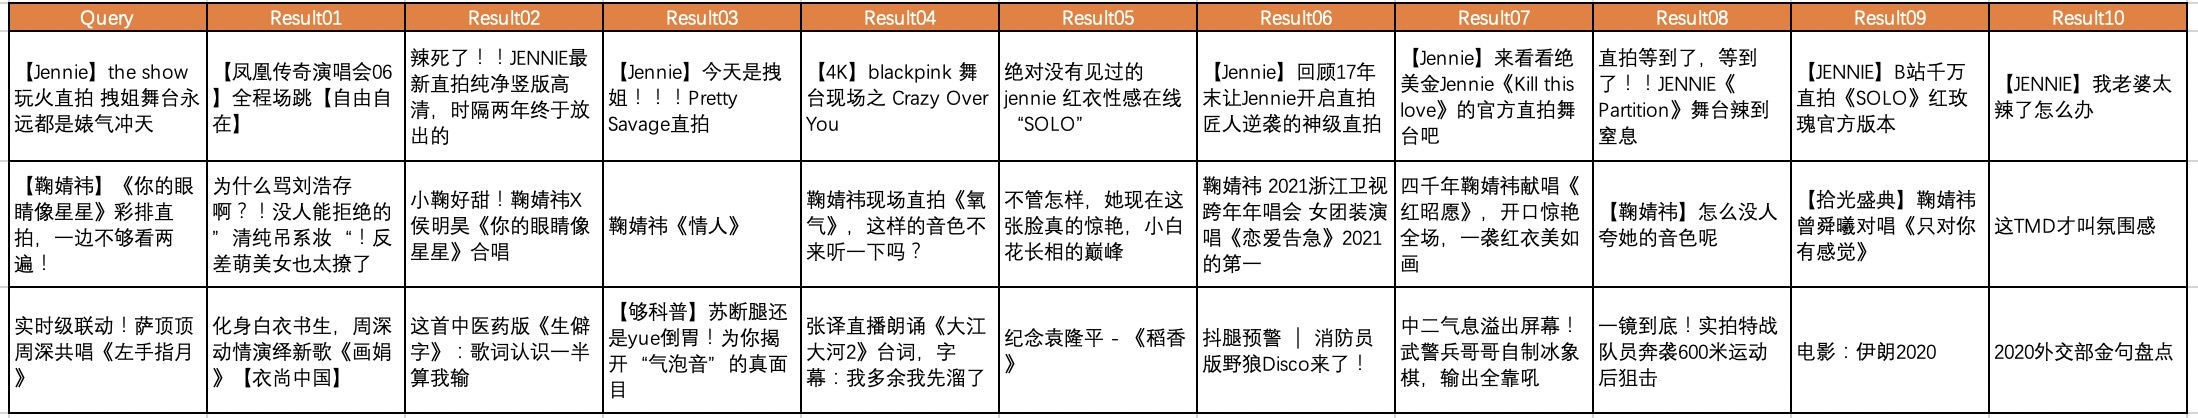 Query
Result01
Result02
Result03
Result04
Result05
Result06
Result07
Result08
Result09
Result10
【Jennie】the show
玩火直拍 拽姐舞台永
远都是婊气冲天
【凤凰传奇演唱会06
】全程场跳【自由自
在】
辣死了！！JENNIE最
新直拍纯净竖版高
清，时隔两年终于放
出的
【Jennie】今天是拽
姐！！！Pretty
Savage直拍
【4K】blackpink 舞
台现场之 Crazy Over
You
绝对没有见过的
jennie 红衣性感在线
“SOLO”
【Jennie】回顾17年
末让Jennie开启直拍
匠人逆袭的神级直拍
【Jennie】来看看绝
美金Jennie《Kill this
love》的官方直拍舞
台吧
直拍等到了，等到
了！！JENNIE《
Partition》舞台辣到
窒息
【JENNIE】B站千万
直拍《SOLO》红玫
瑰官方版本
【JENNIE】我老婆太
辣了怎么办
【鞠婧祎】《你的眼
睛像星星》彩排直
拍，一边不够看两
遍！
为什么骂刘浩存
啊？！没人能拒绝的
”清纯吊系妆“！反
差萌美女也太撩了
小鞠好甜！鞠婧祎X
侯明昊《你的眼睛像
星星》合唱
鞠婧祎《情人》
鞠婧祎现场直拍《氧
气》，这样的音色不
来听一下吗？
不管怎样，她现在这
张脸真的惊艳，小白
花长相的巅峰
鞠婧祎 2021浙江卫视
跨年年唱会 女团装演
唱《恋爱告急》2021
的第一
四千年鞠婧祎献唱《
红昭愿》，开口惊艳
全场，一袭红衣美如
画
【鞠婧祎】怎么没人
夸她的音色呢
【拾光盛典】鞠婧祎
曾舜曦对唱《只对你
有感觉》
这TMD才叫氛围感
实时级联动！萨顶顶
周深共唱《左手指月
》
化身白衣书生，周深
动情演绎新歌《画娟
》【衣尚中国】
这首中医药版《生僻
字》：歌词认识一半
算我输
【够科普】苏断腿还
是yue倒胃！为你揭
开“气泡音”的真面
目
张译直播朗诵《大江
大河2》台词，字
幕：我多余我先溜了
纪念袁隆平 - 《稻香
》
抖腿预警 | 消防员
版野狼Disco来了！
中二气息溢出屏幕！
武警兵哥哥自制冰象
棋，输出全靠吼
一镜到底！实拍特战
队员奔袭600米运动
后狙击
电影：伊朗2020
2020外交部金句盘点